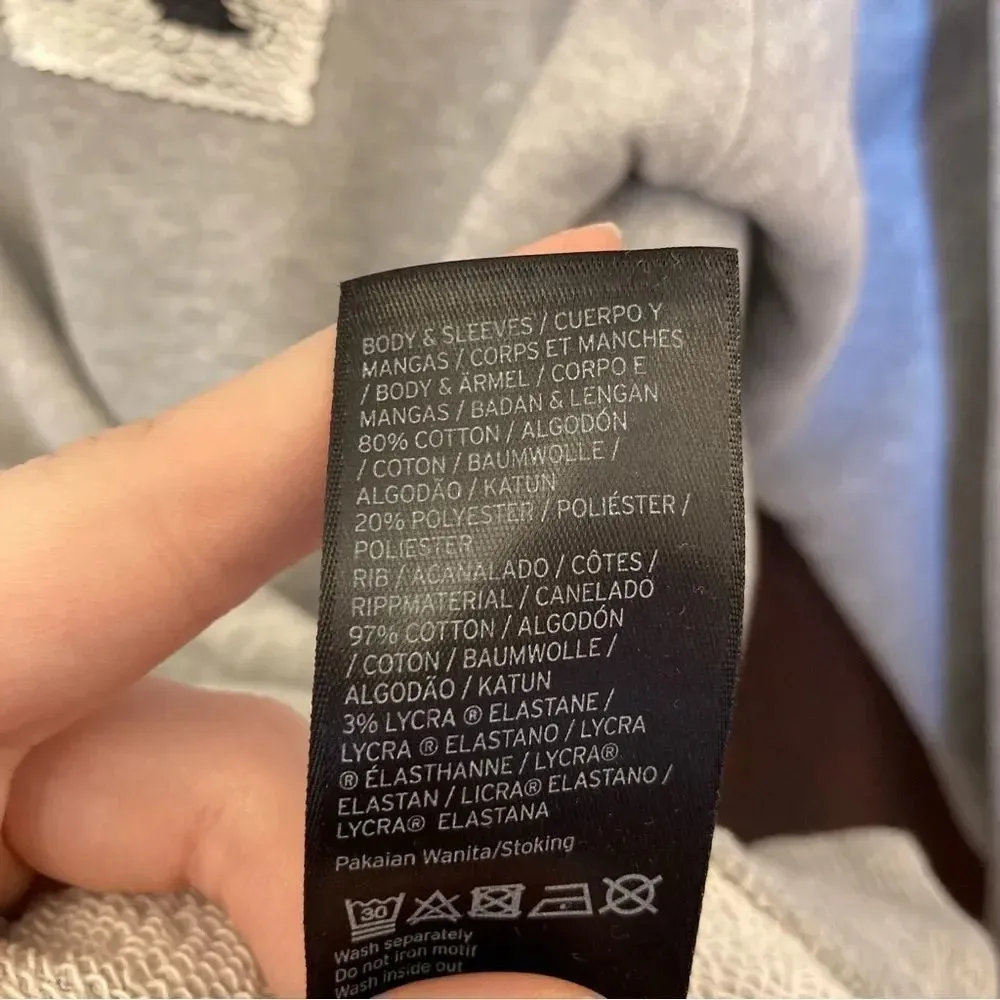 BODY & SLEEVES / CUERPO Y
MANGAS / CORPS ET MANCHES
/ BODY & ÄRMEL / CORPO E
MANGAS / BADAN & LENGAN
80% COTTON / ALGODÓN
/ COTON / BAUMWOLLE /
ALGODÃO / KATUN
20% POLYESTER / POLIÉSTER /
POLIESTER
RIB / ACANALADO / CÔTES /
RIPPMATERIAL / CANELADO
97% COTTON / ALGODÓN
/ COTON / BAUMWOLLE /
ALGODÃO / KATUN
3% LYCRA ® ELASTANE /
LYCRA ® ELASTANO / LYCRA
® ÉLASTHANNE / LYCRA®
ELASTAN / LICRA® ELASTANO /
LYCRA® ELASTANA
Pakaian Wanita/Stoking
30
Wash separately
Do not iron motif
Wash inside out